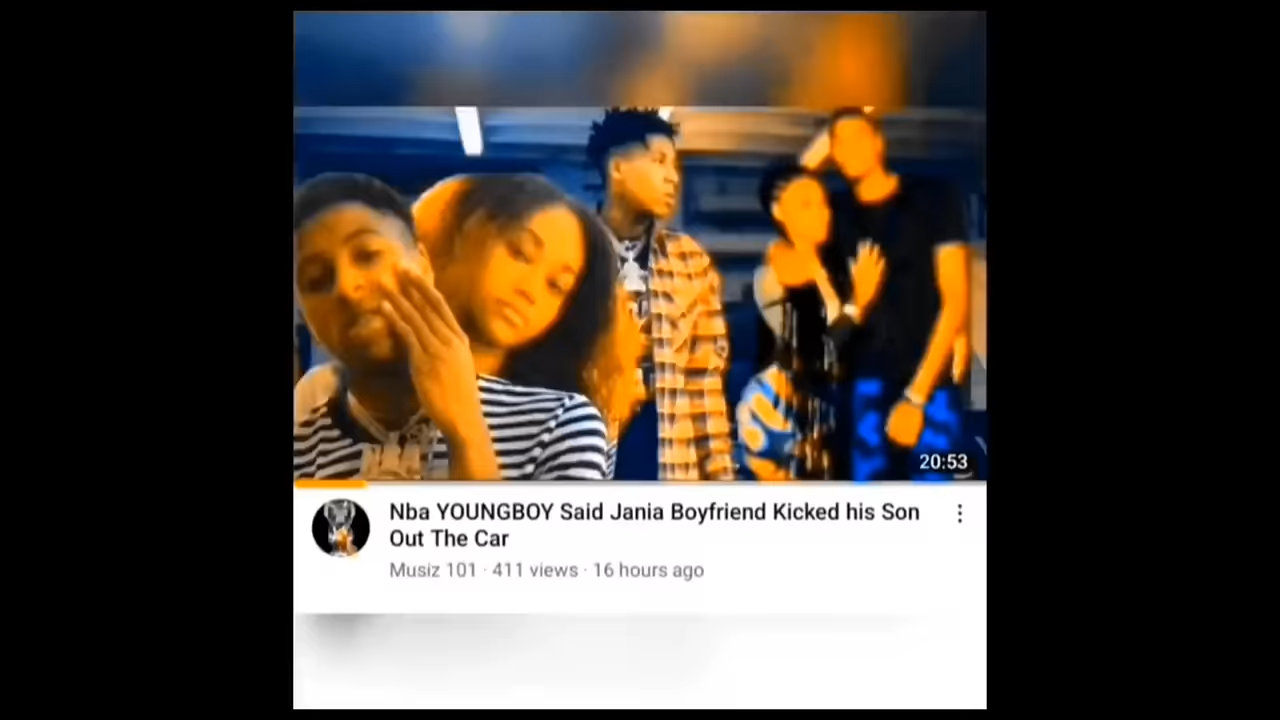 20:53
Nba YOUNGBOY Said Jania Boyfriend Kicked his Son
Out The Car
Musiz 101 · 411 views · 16 hours ago